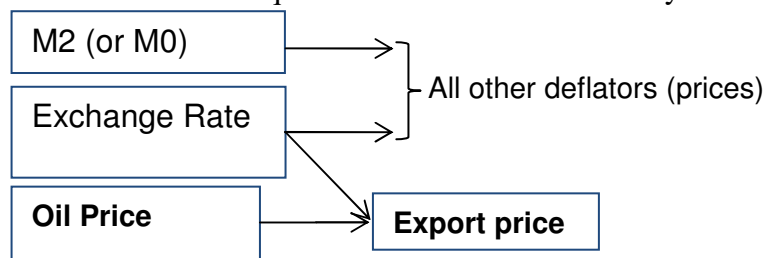 M2 (or M0)
All other deflators (prices)
Exchange Rate
Oil Price
Export price